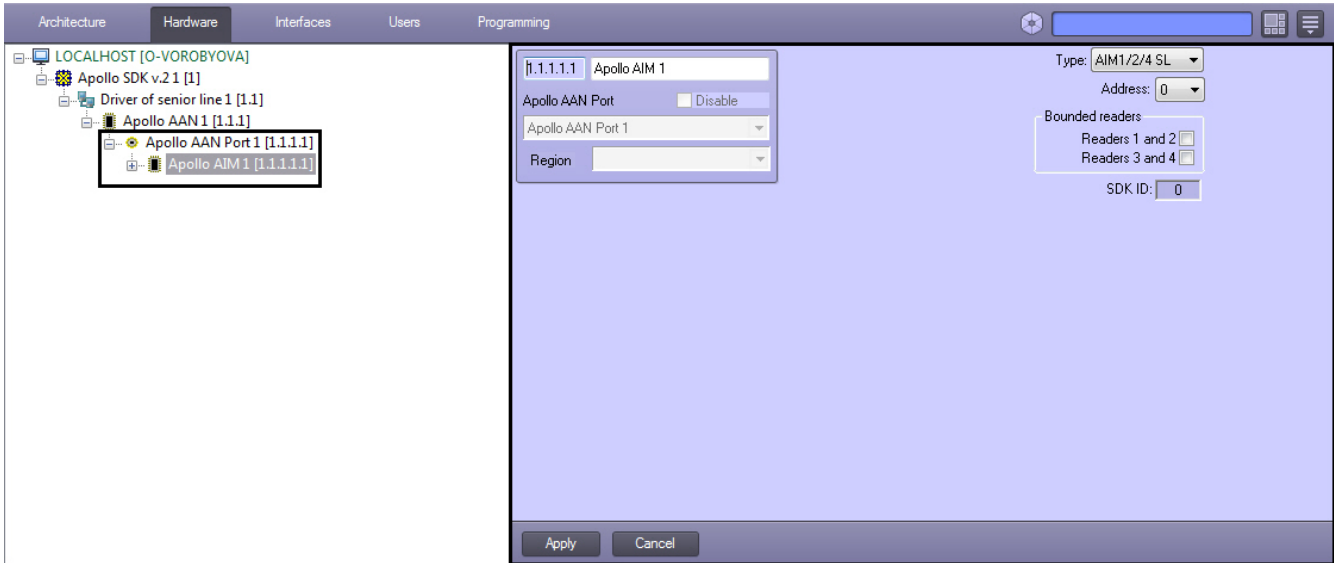 Architecture Hardware Interfaces Users Programming
LOCALHOST [O-VOROBYOVA]
Apollo SDK v.2 1 [1]
Driver of senior line 1 [1.1]
Apollo AAN 1 [1.1.1]
Apollo AAN Port 1 [1.1.1.1]
Apollo AIM 1 [1.1.1.1.1]
1.1.1.1.1 Apollo AIM 1
Apollo AAN Port Disable
Apollo AAN Port 1
Region
Type: AIM1/2/4 SL
Address: 0
Bounded readers
Readers 1 and 2
Readers 3 and 4
SDK ID: 0
Apply Cancel